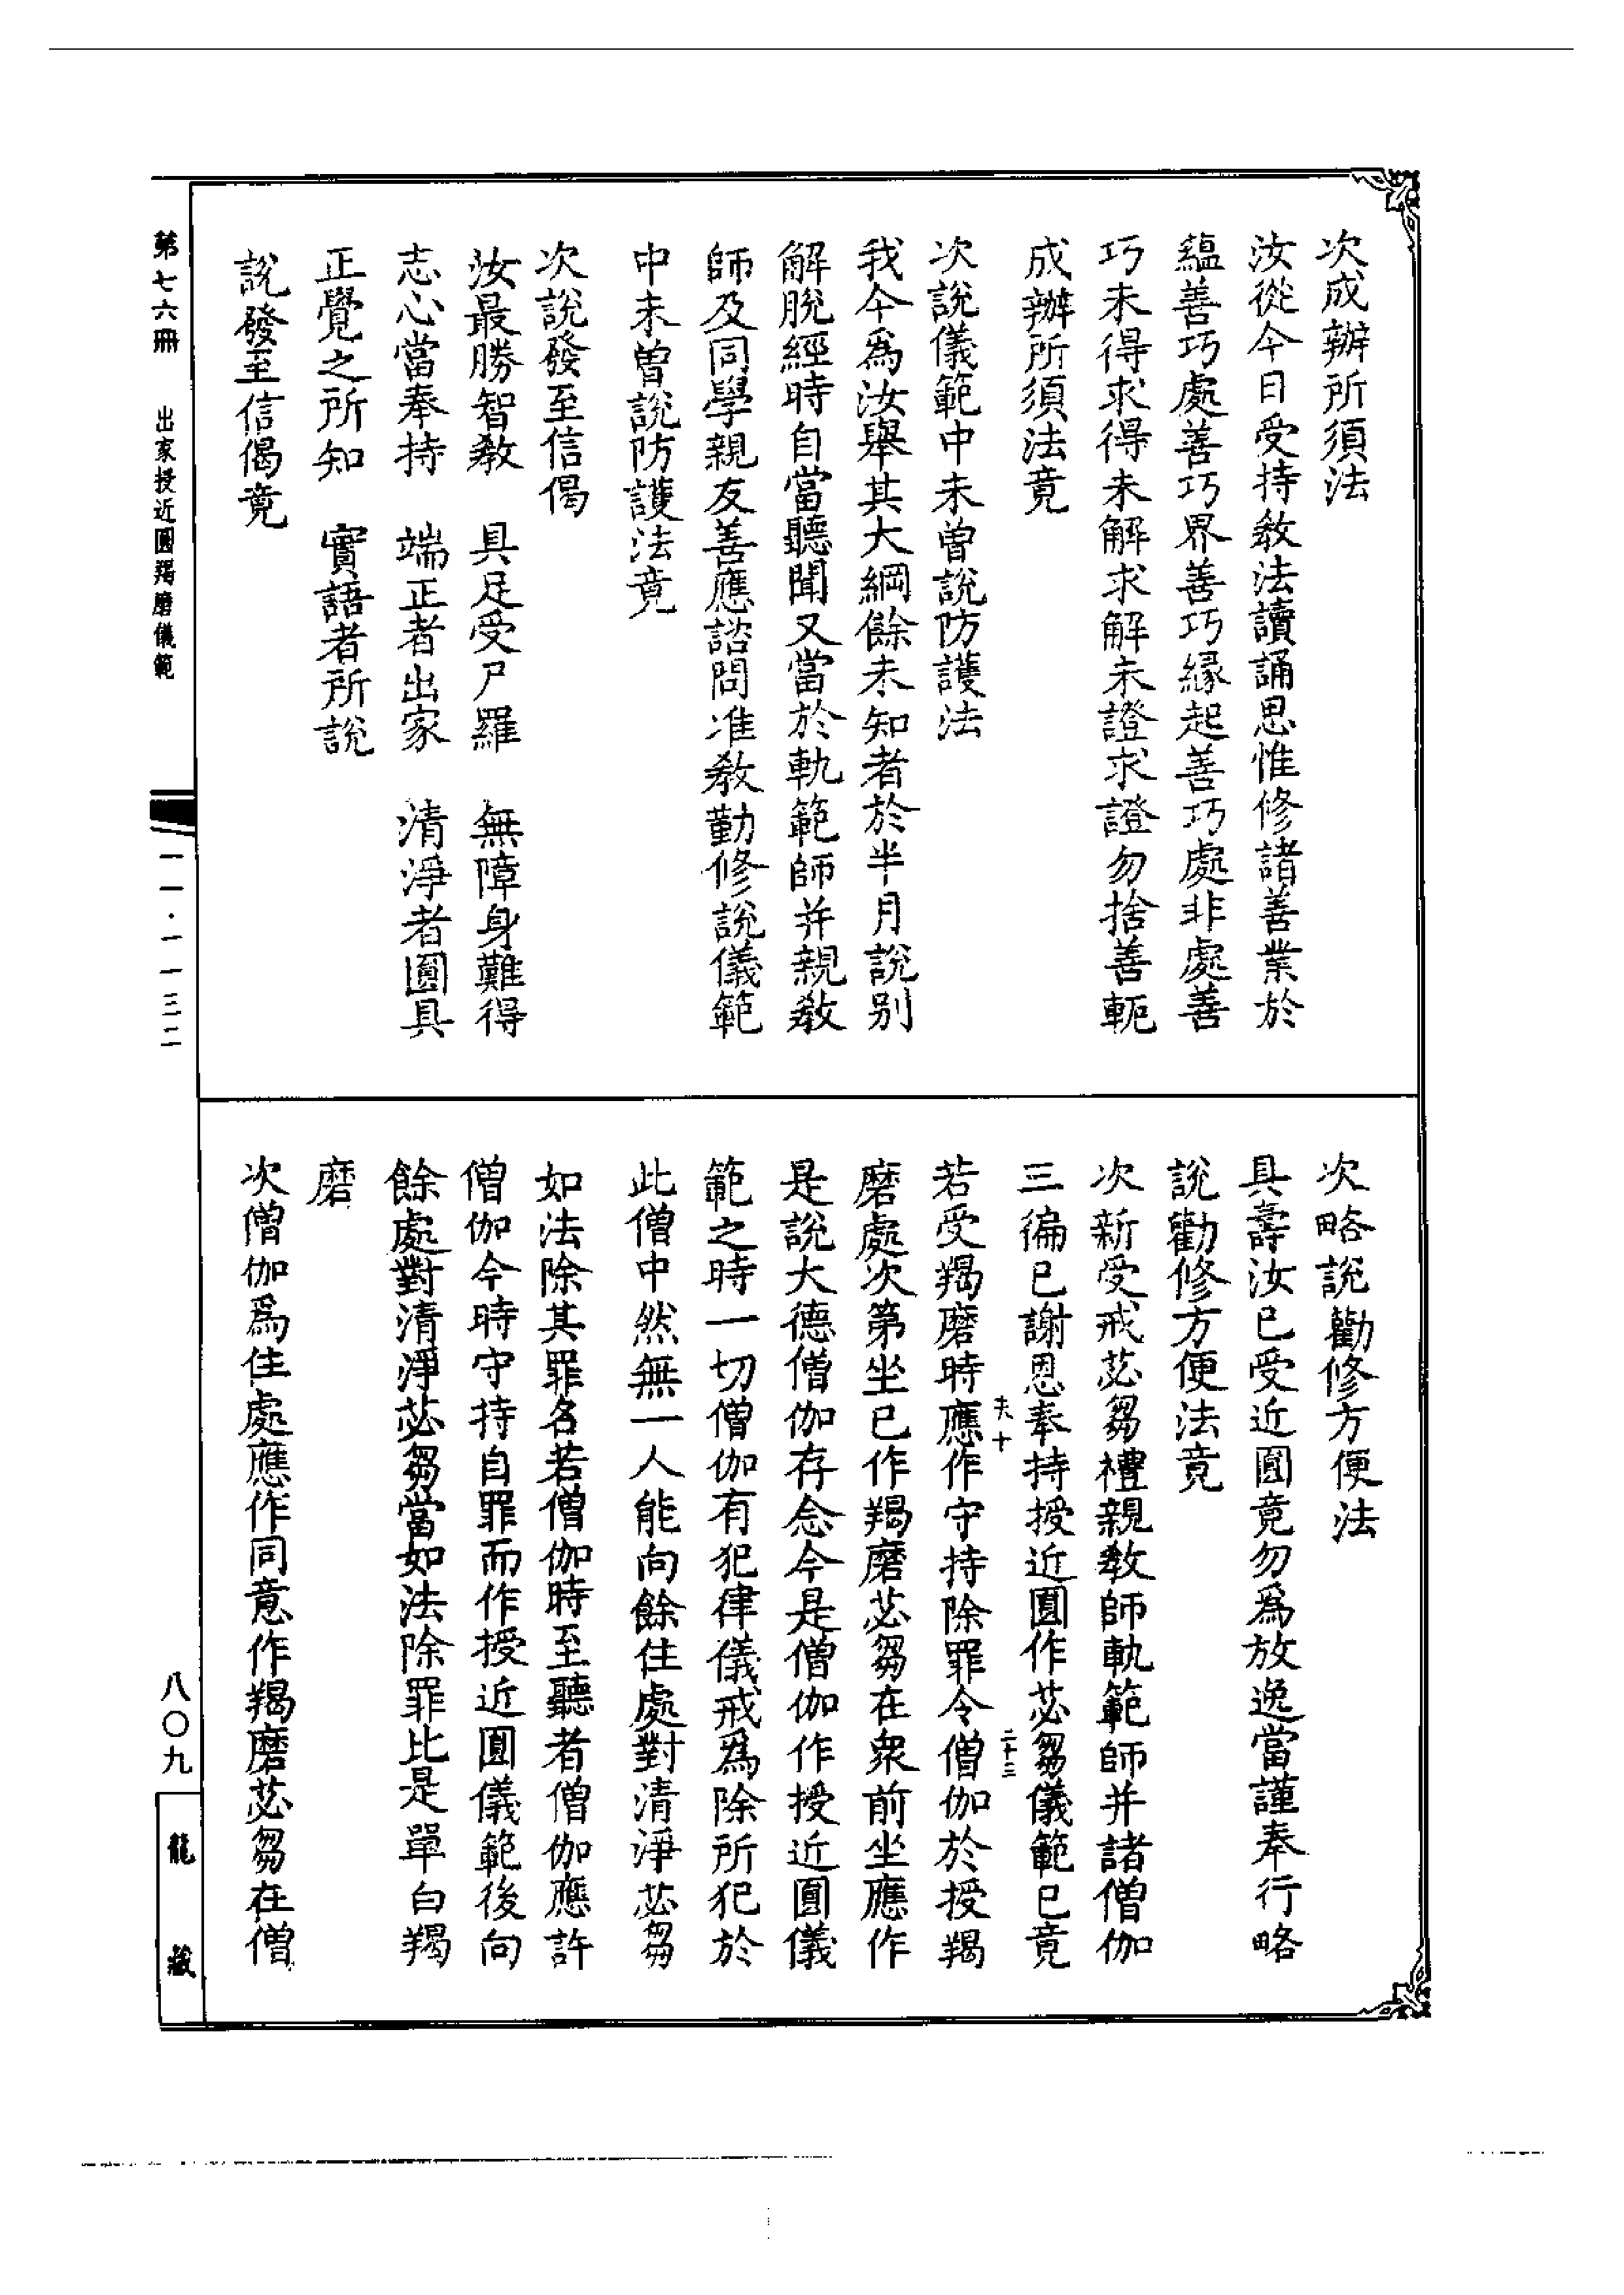 次成辦所須法
汝從今日受持教法讀誦思惟修諸善業於
蘊善巧處善巧界善巧緣起善巧處非處善
巧未得求得未解求解未證求證勿捨善軛
成辦所須法竟
次說儀範中未曾說防護法
我今爲汝舉其大綱餘未知者於半月說別
解脫經時自當聽聞又當於軌範師并親教
師及同學親友善應諮問准教勤修說儀範
中未曾說防護法竟
次說發至信偈
汝最勝智教　具足受尸羅　無障身難得
志心當奉持　端正者出家　清淨者圓具
正覺之所知　實語者所說
說發至信偈竟
次略說勸修方便法
具壽汝已受近圓竟勿爲放逸當謹奉行略
說勸修方便法竟
次新受戒苾芻禮親教師軌範師并諸僧伽
三徧已謝恩奉持授近圓作苾芻儀範已竟
若受羯磨時應作守持除罪令僧伽於授羯
磨處次第坐已作羯磨苾芻在衆前坐應作
是說大德僧伽存念今是僧伽作授近圓儀
範之時一切僧伽有犯律儀戒爲除所犯於
此僧中然無一人能向餘住處對清淨苾芻
如法除其罪名若僧伽時至聽者僧伽應許
僧伽今時守持自罪而作授近圓儀範後向
餘處對清淨苾芻當如法除罪比是單白羯
磨
次僧伽爲住處應作同意作羯磨苾芻在僧
第七六冊　出家授近圓羯磨儀範
一一·一一三二
八〇九
龍藏